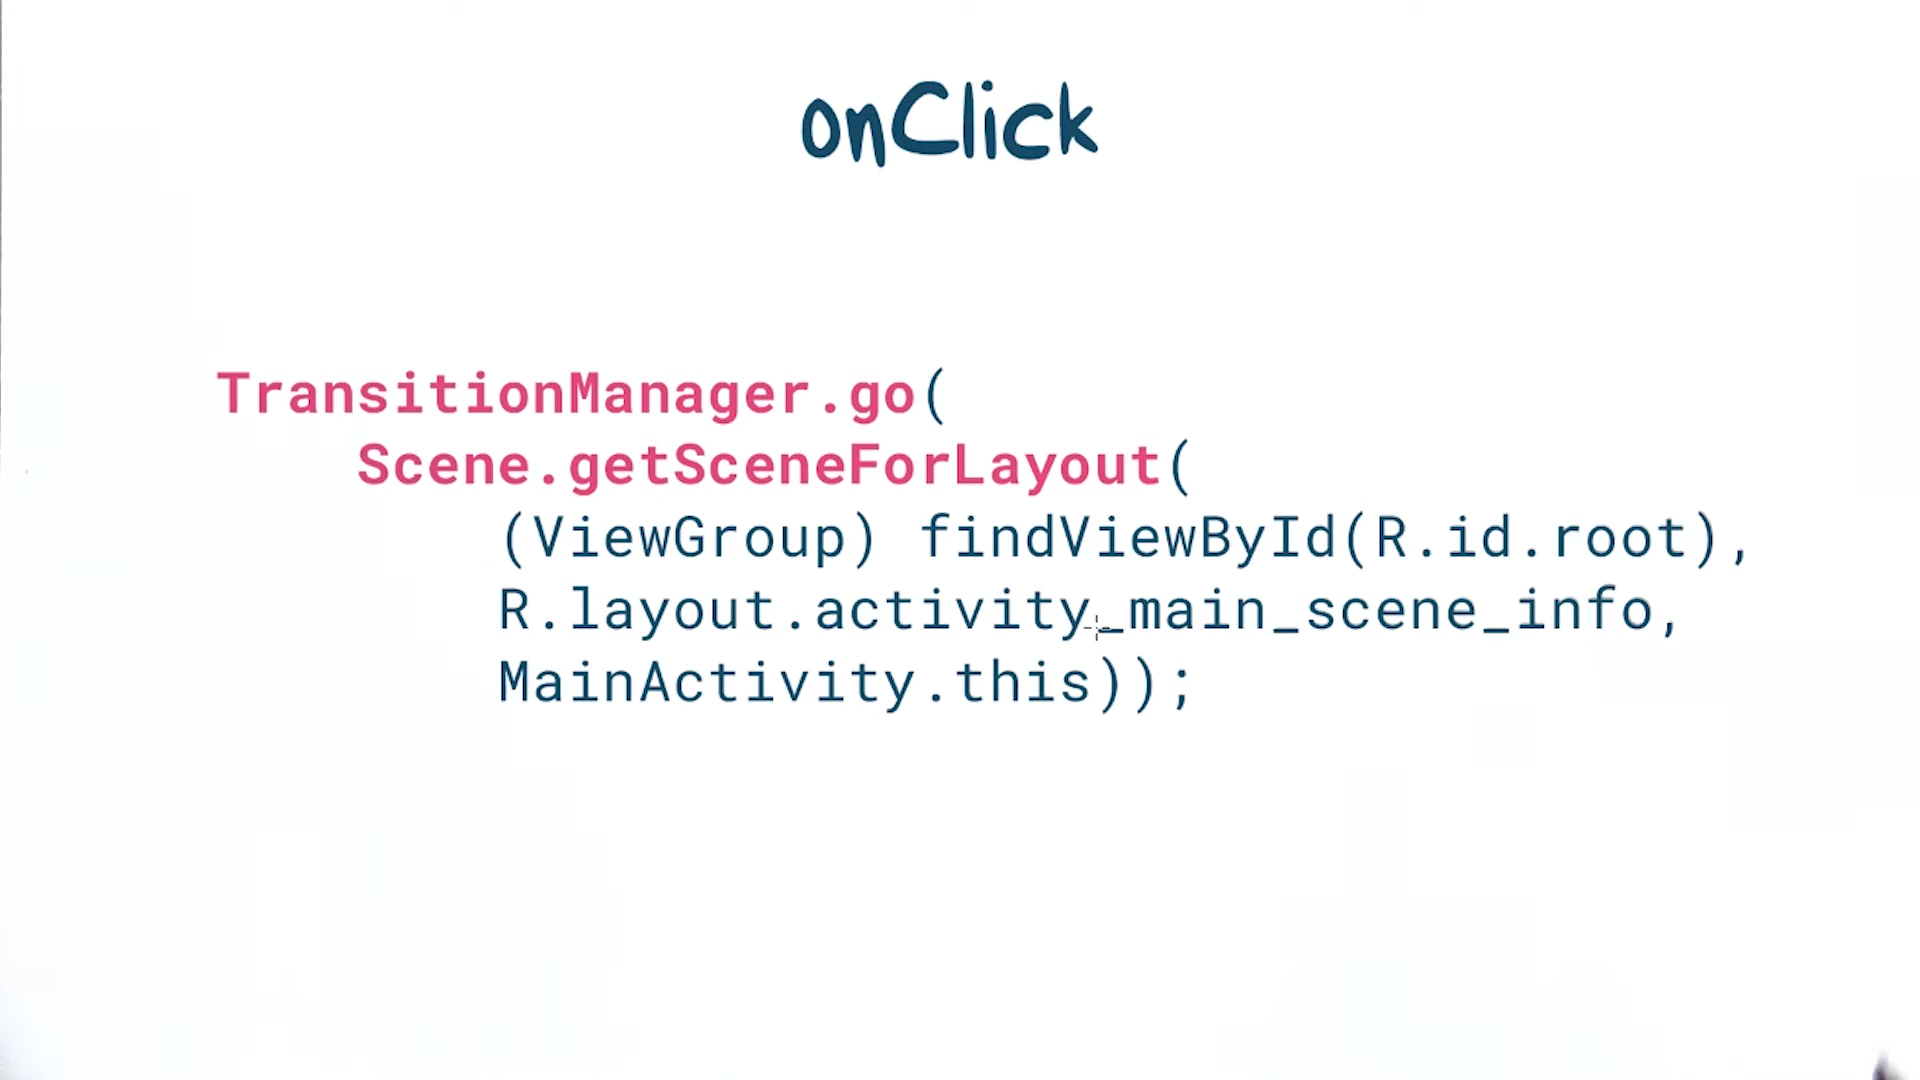 onClick
TransitionManager.go(
Scene.getSceneForLayout(
(ViewGroup) findViewById(R.id.root),
R.layout.activity_main_scene_info,
MainActivity.this));